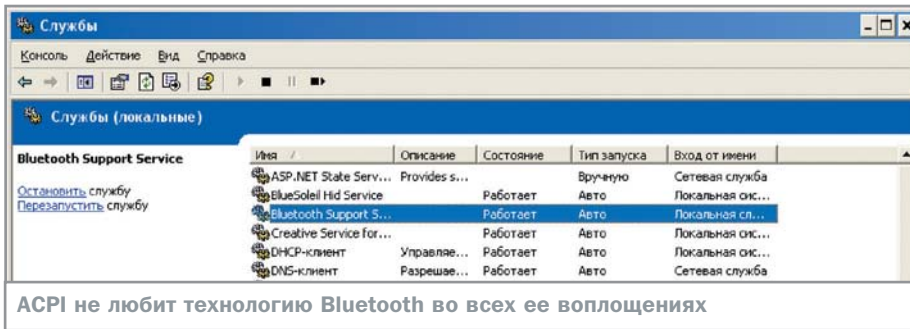 Службы
Консоль Действие Вид Справка
Службы (локальные)
Bluetooth Support Service
Остановить службу
Перезапустить службу
Имя Описание Состояние Тип запуска Вход от имени
ASP.NET State Serv... Provides s... Вручную Сетевая служба
BlueSoleil Hid Service Работает Авто Локальная сис...
Bluetooth Support S... Работает Авто Локальная сл...
Creative Service for... Работает Авто Локальная сис...
DHCP-клиент Управляе... Работает Авто Локальная сис...
DNS-клиент Разрешае... Работает Авто Сетевая служба
ACPI не любит технологию Bluetooth во всех ее воплощениях